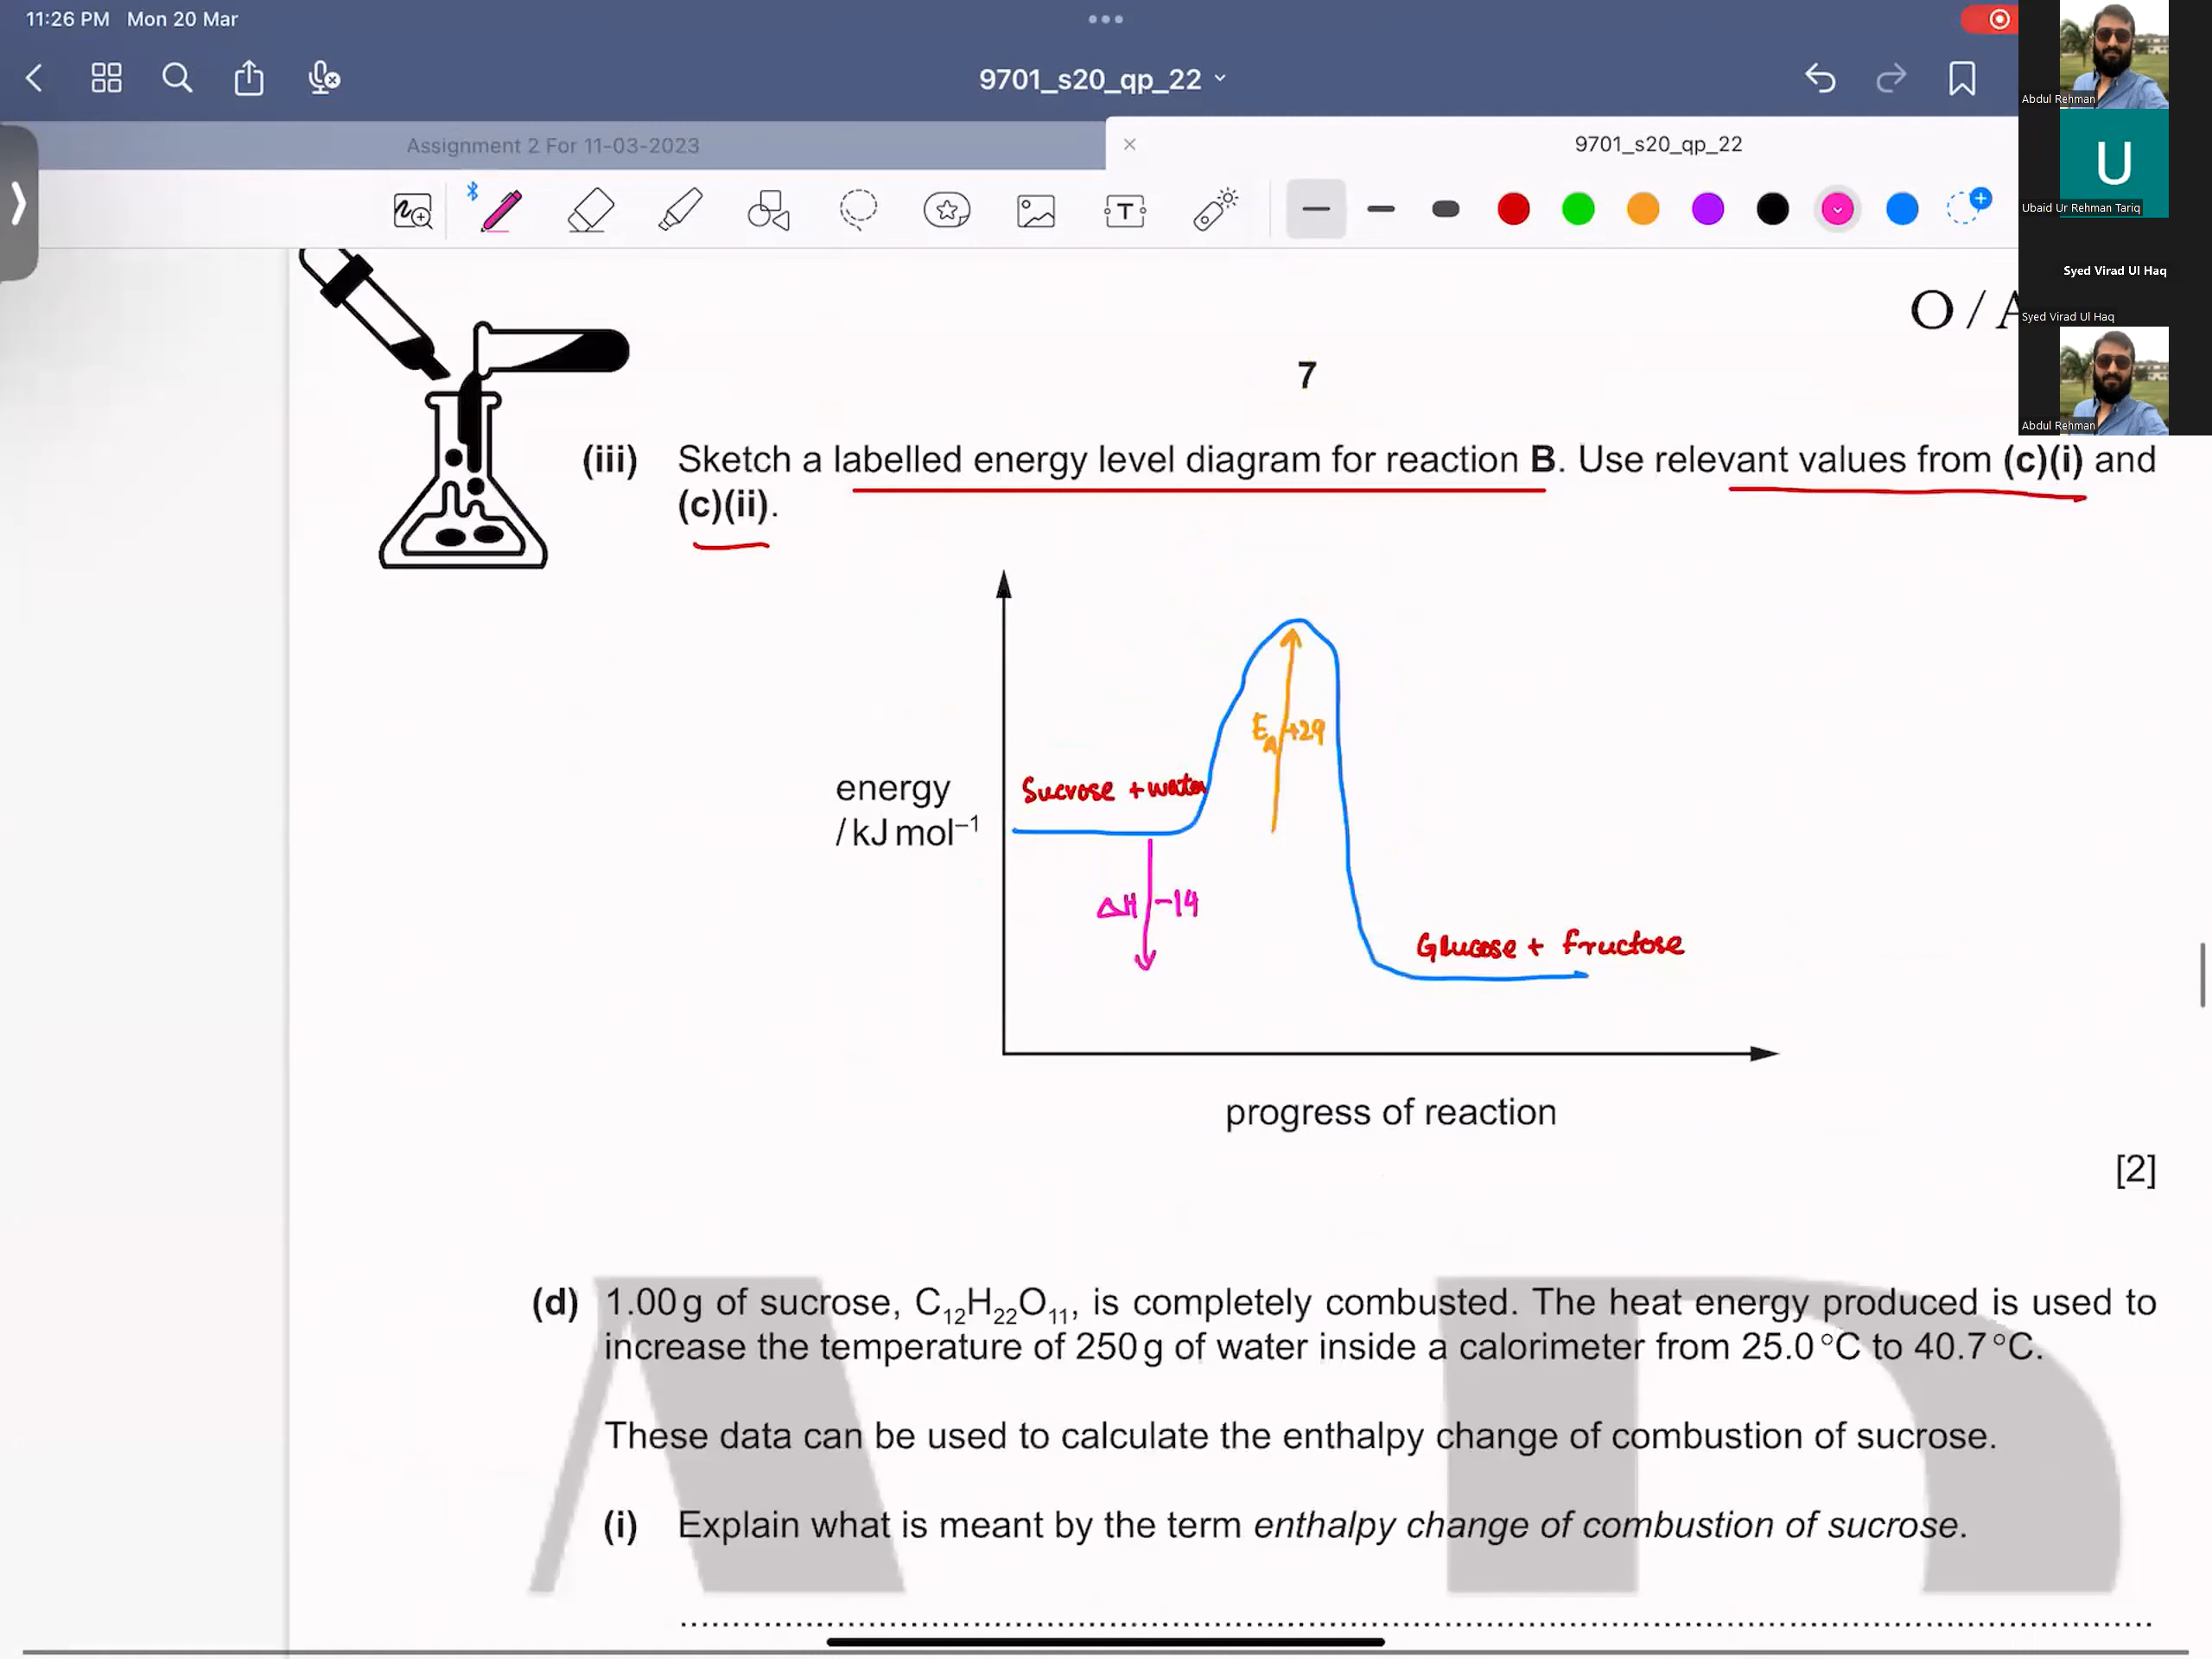 11:26 PM Mon 20 Mar
9701_s20_qp_22
Assignment 2 For 11-03-2023
9701_s20_qp_22
Abdul Rehman
U
Ubaid Ur Rehman Tariq
Syed Virad Ul Haq
Syed Virad Ul Haq
Abdul Rehman
O / A
7
(iii) Sketch a labelled energy level diagram for reaction B. Use relevant values from (c)(i) and
(c)(ii).
EA +29
energy
/ kJ mol⁻¹
Sucrose + water
ΔH -14
Glucose + fructose
progress of reaction
[2]
(d) 1.00 g of sucrose, C₁₂H₂₂O₁₁, is completely combusted. The heat energy produced is used to
increase the temperature of 250 g of water inside a calorimeter from 25.0 °C to 40.7 °C.
These data can be used to calculate the enthalpy change of combustion of sucrose.
(i) Explain what is meant by the term enthalpy change of combustion of sucrose.